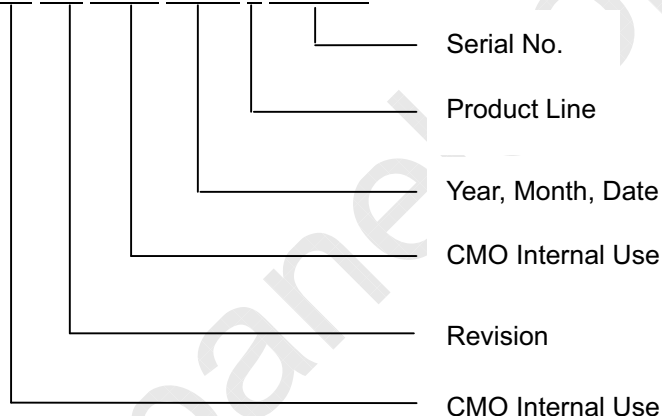 Serial No.
Product Line
Year, Month, Date
CMO Internal Use
Revision
CMO Internal Use